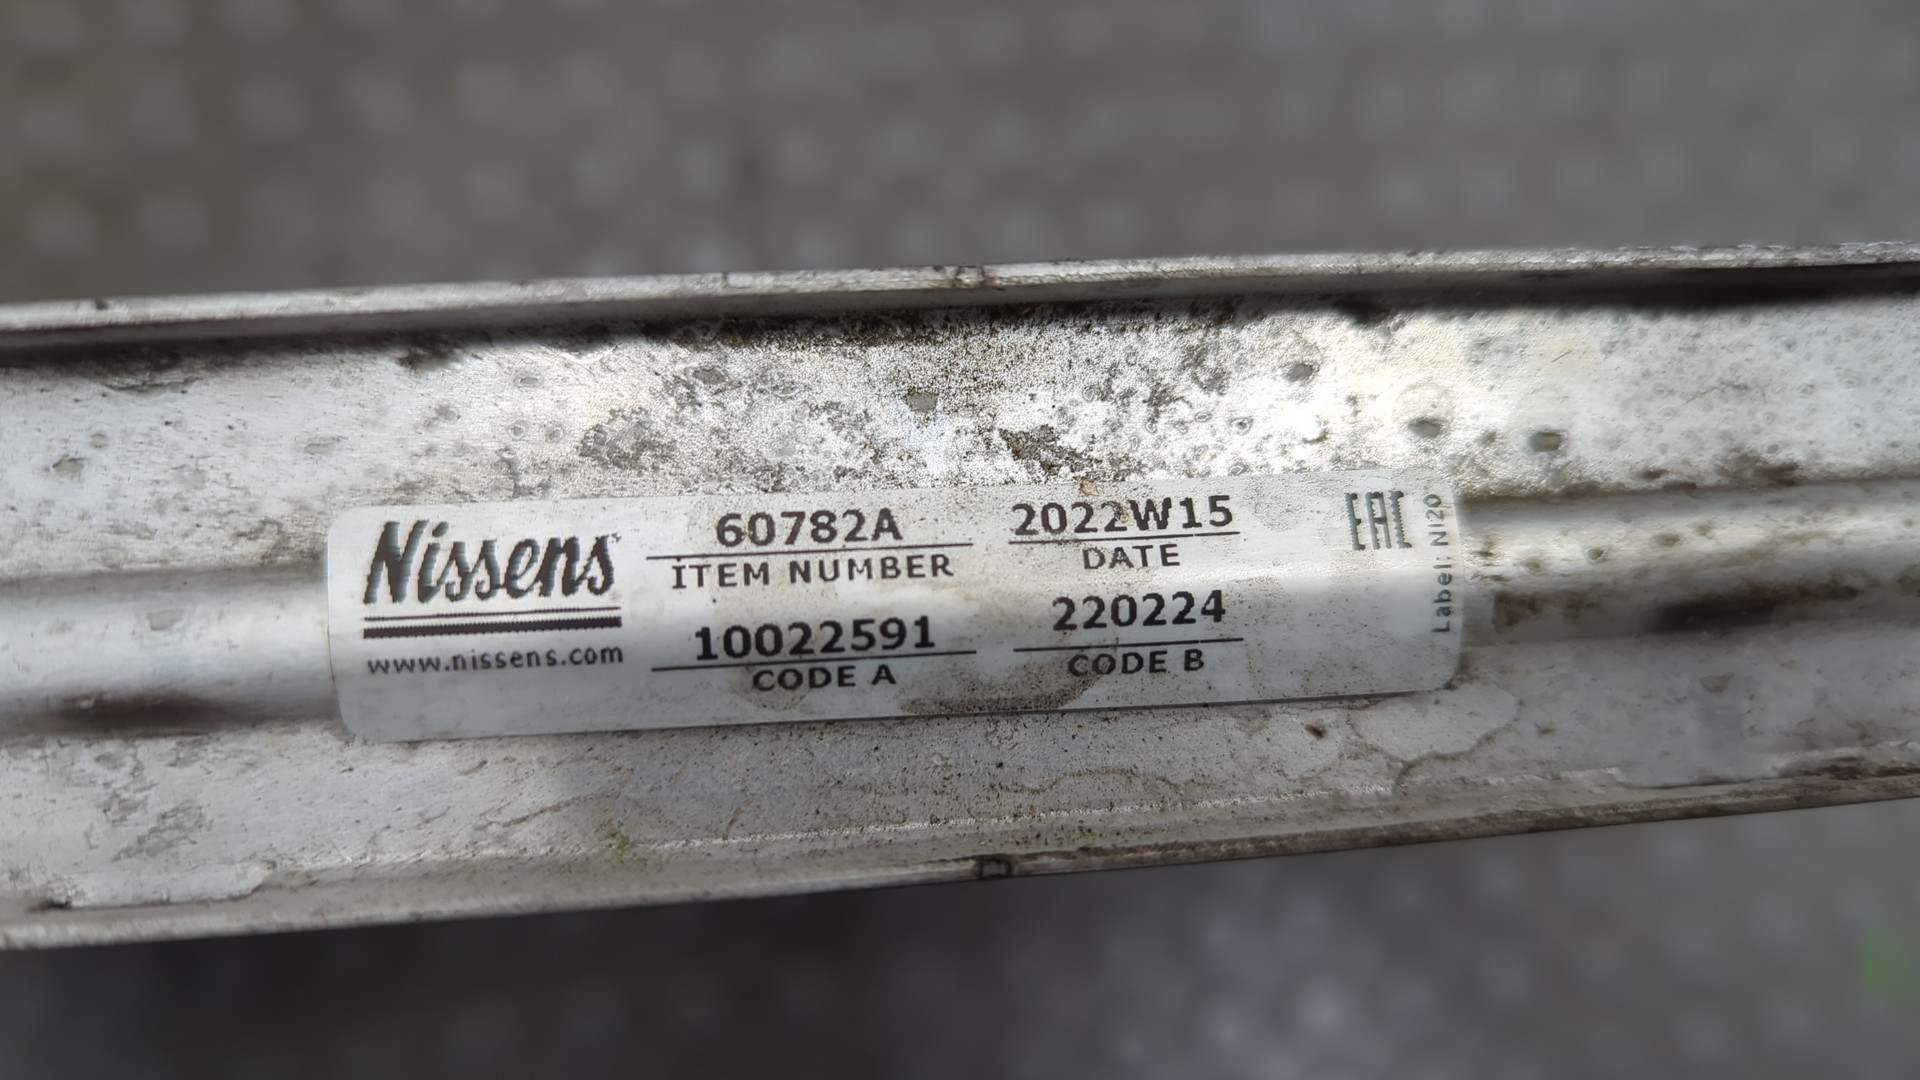 Nissens
www.nissens.com
60782A
ITEM NUMBER
10022591
CODE A
2022W15
DATE
220224
CODE B
EAC
Label: NI20